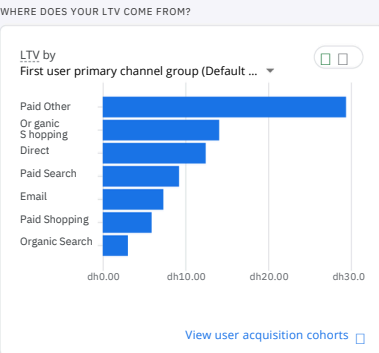 WHERE DOES YOUR LTV COME FROM?
LTV by
First user primary channel group (Default ...
Paid Other
Or ganic
S hopping
Direct
Paid Search
Email
Paid Shopping
Organic Search
dh0.00
dh10.00
dh20.00
dh30.0
View user acquisition cohorts